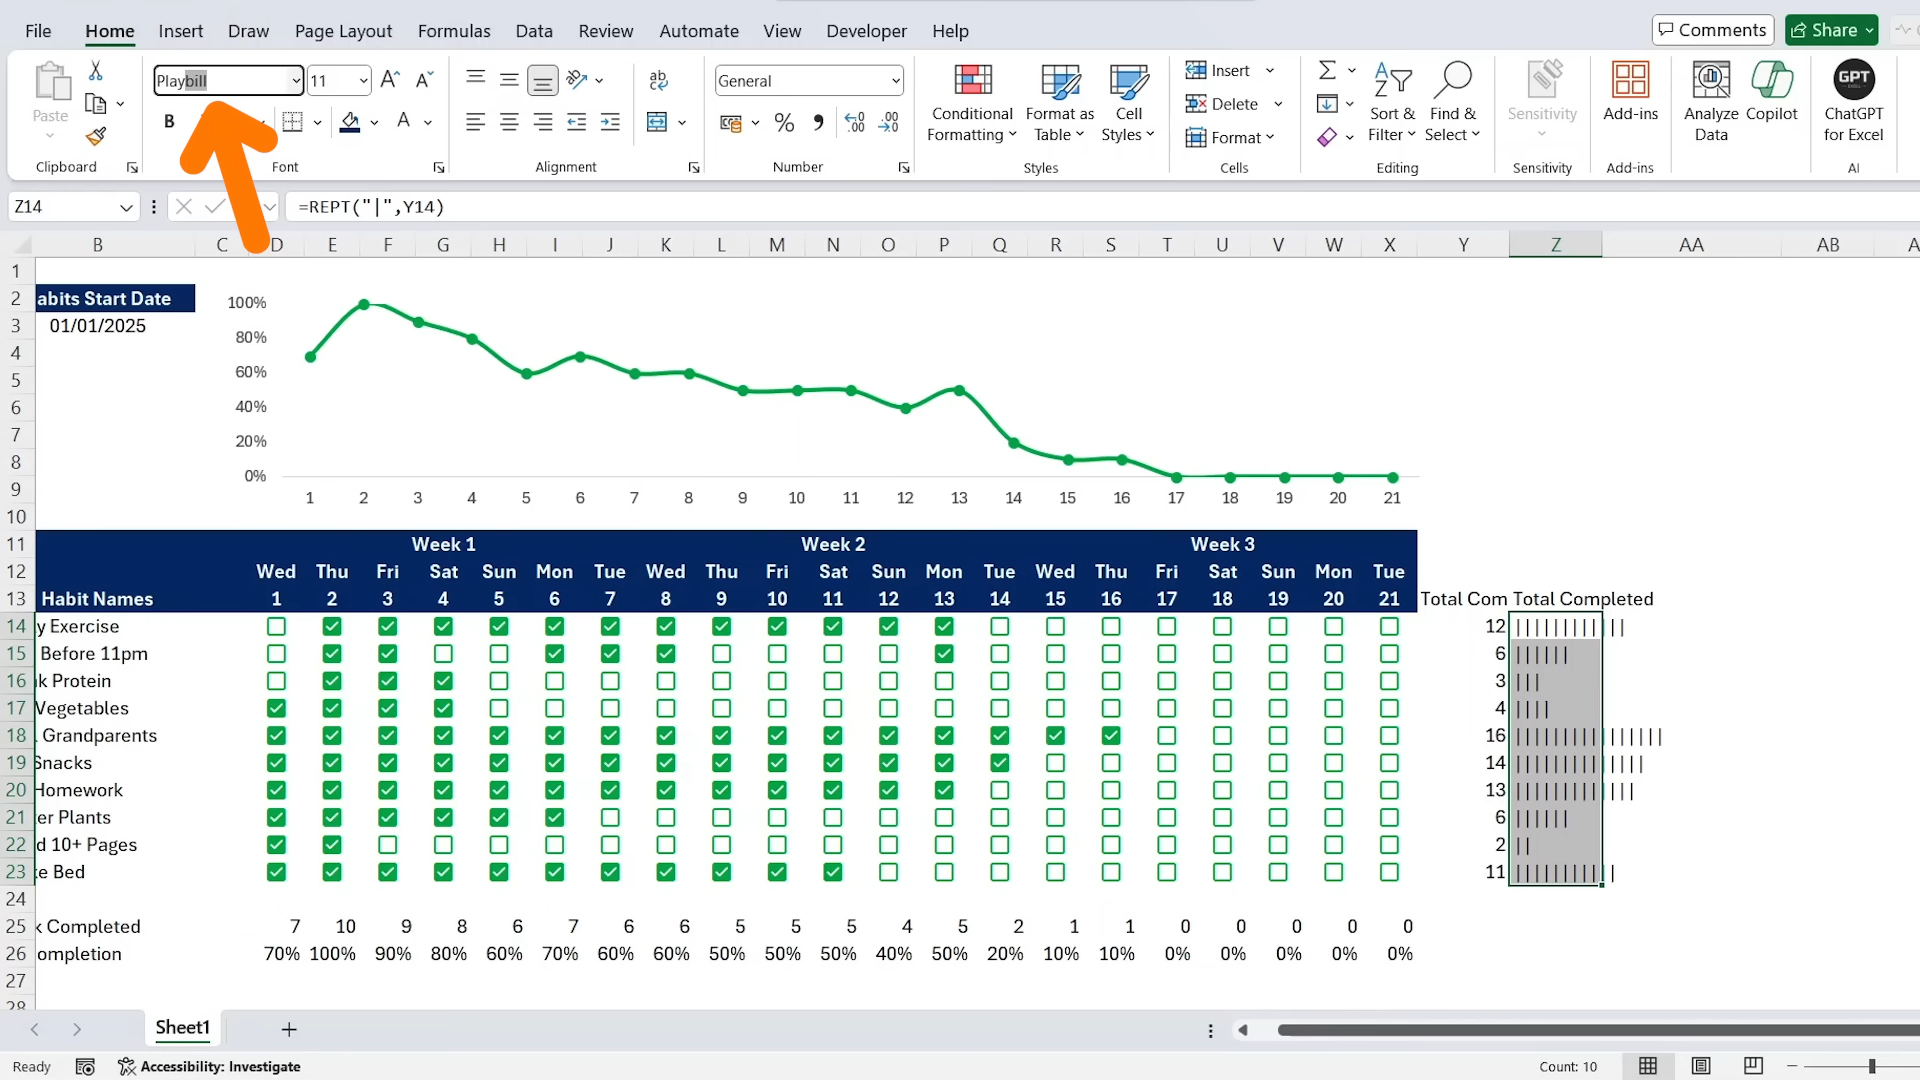 File Home Insert Draw Page Layout Formulas Data Review Automate View Developer Help Comments Share
Playbill 11 General Insert Conditional Formatting Format as Table Cell Styles Delete Format Sort & Filter Find & Select Sensitivity Add-ins Analyze Data Copilot GPT ChatGPT for Excel
Paste B A %
Clipboard Font Alignment Number Styles Cells Editing Sensitivity Add-ins AI
Z14 =REPT("|",Y14)
B C D E F G H I J K L M N O P Q R S T U V W X Y Z AA AB
1
2 abits Start Date
3 01/01/2025
4
5
6
7
8
9
10
100%
80%
60%
40%
20%
0%
1 2 3 4 5 6 7 8 9 10 11 12 13 14 15 16 17 18 19 20 21
11 Week 1 Week 2 Week 3
12 Wed Thu Fri Sat Sun Mon Tue Wed Thu Fri Sat Sun Mon Tue Wed Thu Fri Sat Sun Mon Tue
13 Habit Names 1 2 3 4 5 6 7 8 9 10 11 12 13 14 15 16 17 18 19 20 21 Total Com Total Completed
14 y Exercise 12 ||||||||||||
15 Before 11pm 6 ||||||
16 k Protein 3 |||
17 Vegetables 4 ||||
18 Grandparents 16 ||||||||||||||||
19 Snacks 14 ||||||||||||||
20 Homework 13 |||||||||||||
21 er Plants 6 ||||||
22 d 10+ Pages 2 ||
23 e Bed 11 |||||||||||
24
25 k Completed 7 10 9 8 6 7 6 6 5 5 5 4 5 2 1 1 0 0 0 0 0
26 ompletion 70% 100% 90% 80% 60% 70% 60% 60% 50% 50% 50% 40% 50% 20% 10% 10% 0% 0% 0% 0% 0%
27
28
Sheet1
Ready Accessibility: Investigate Count: 10